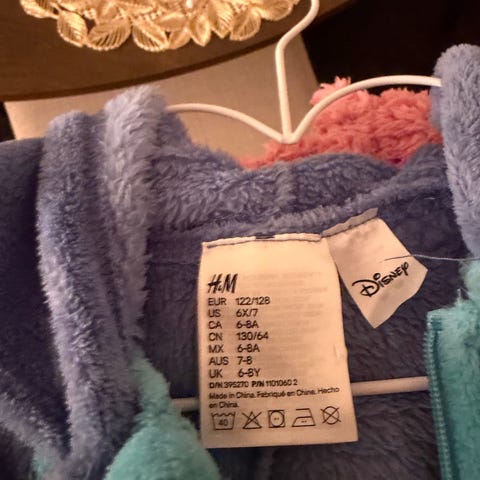 H&M
EUR 122/128
US 6X/7
CA 6-8A
CN 130/64
MX 6-8A
AUS 7-8
UK 6-8Y
D/N 395270 P/N 1101060 2
Made in China. Fabriqué en Chine. Hecho
en China.
40
Disney